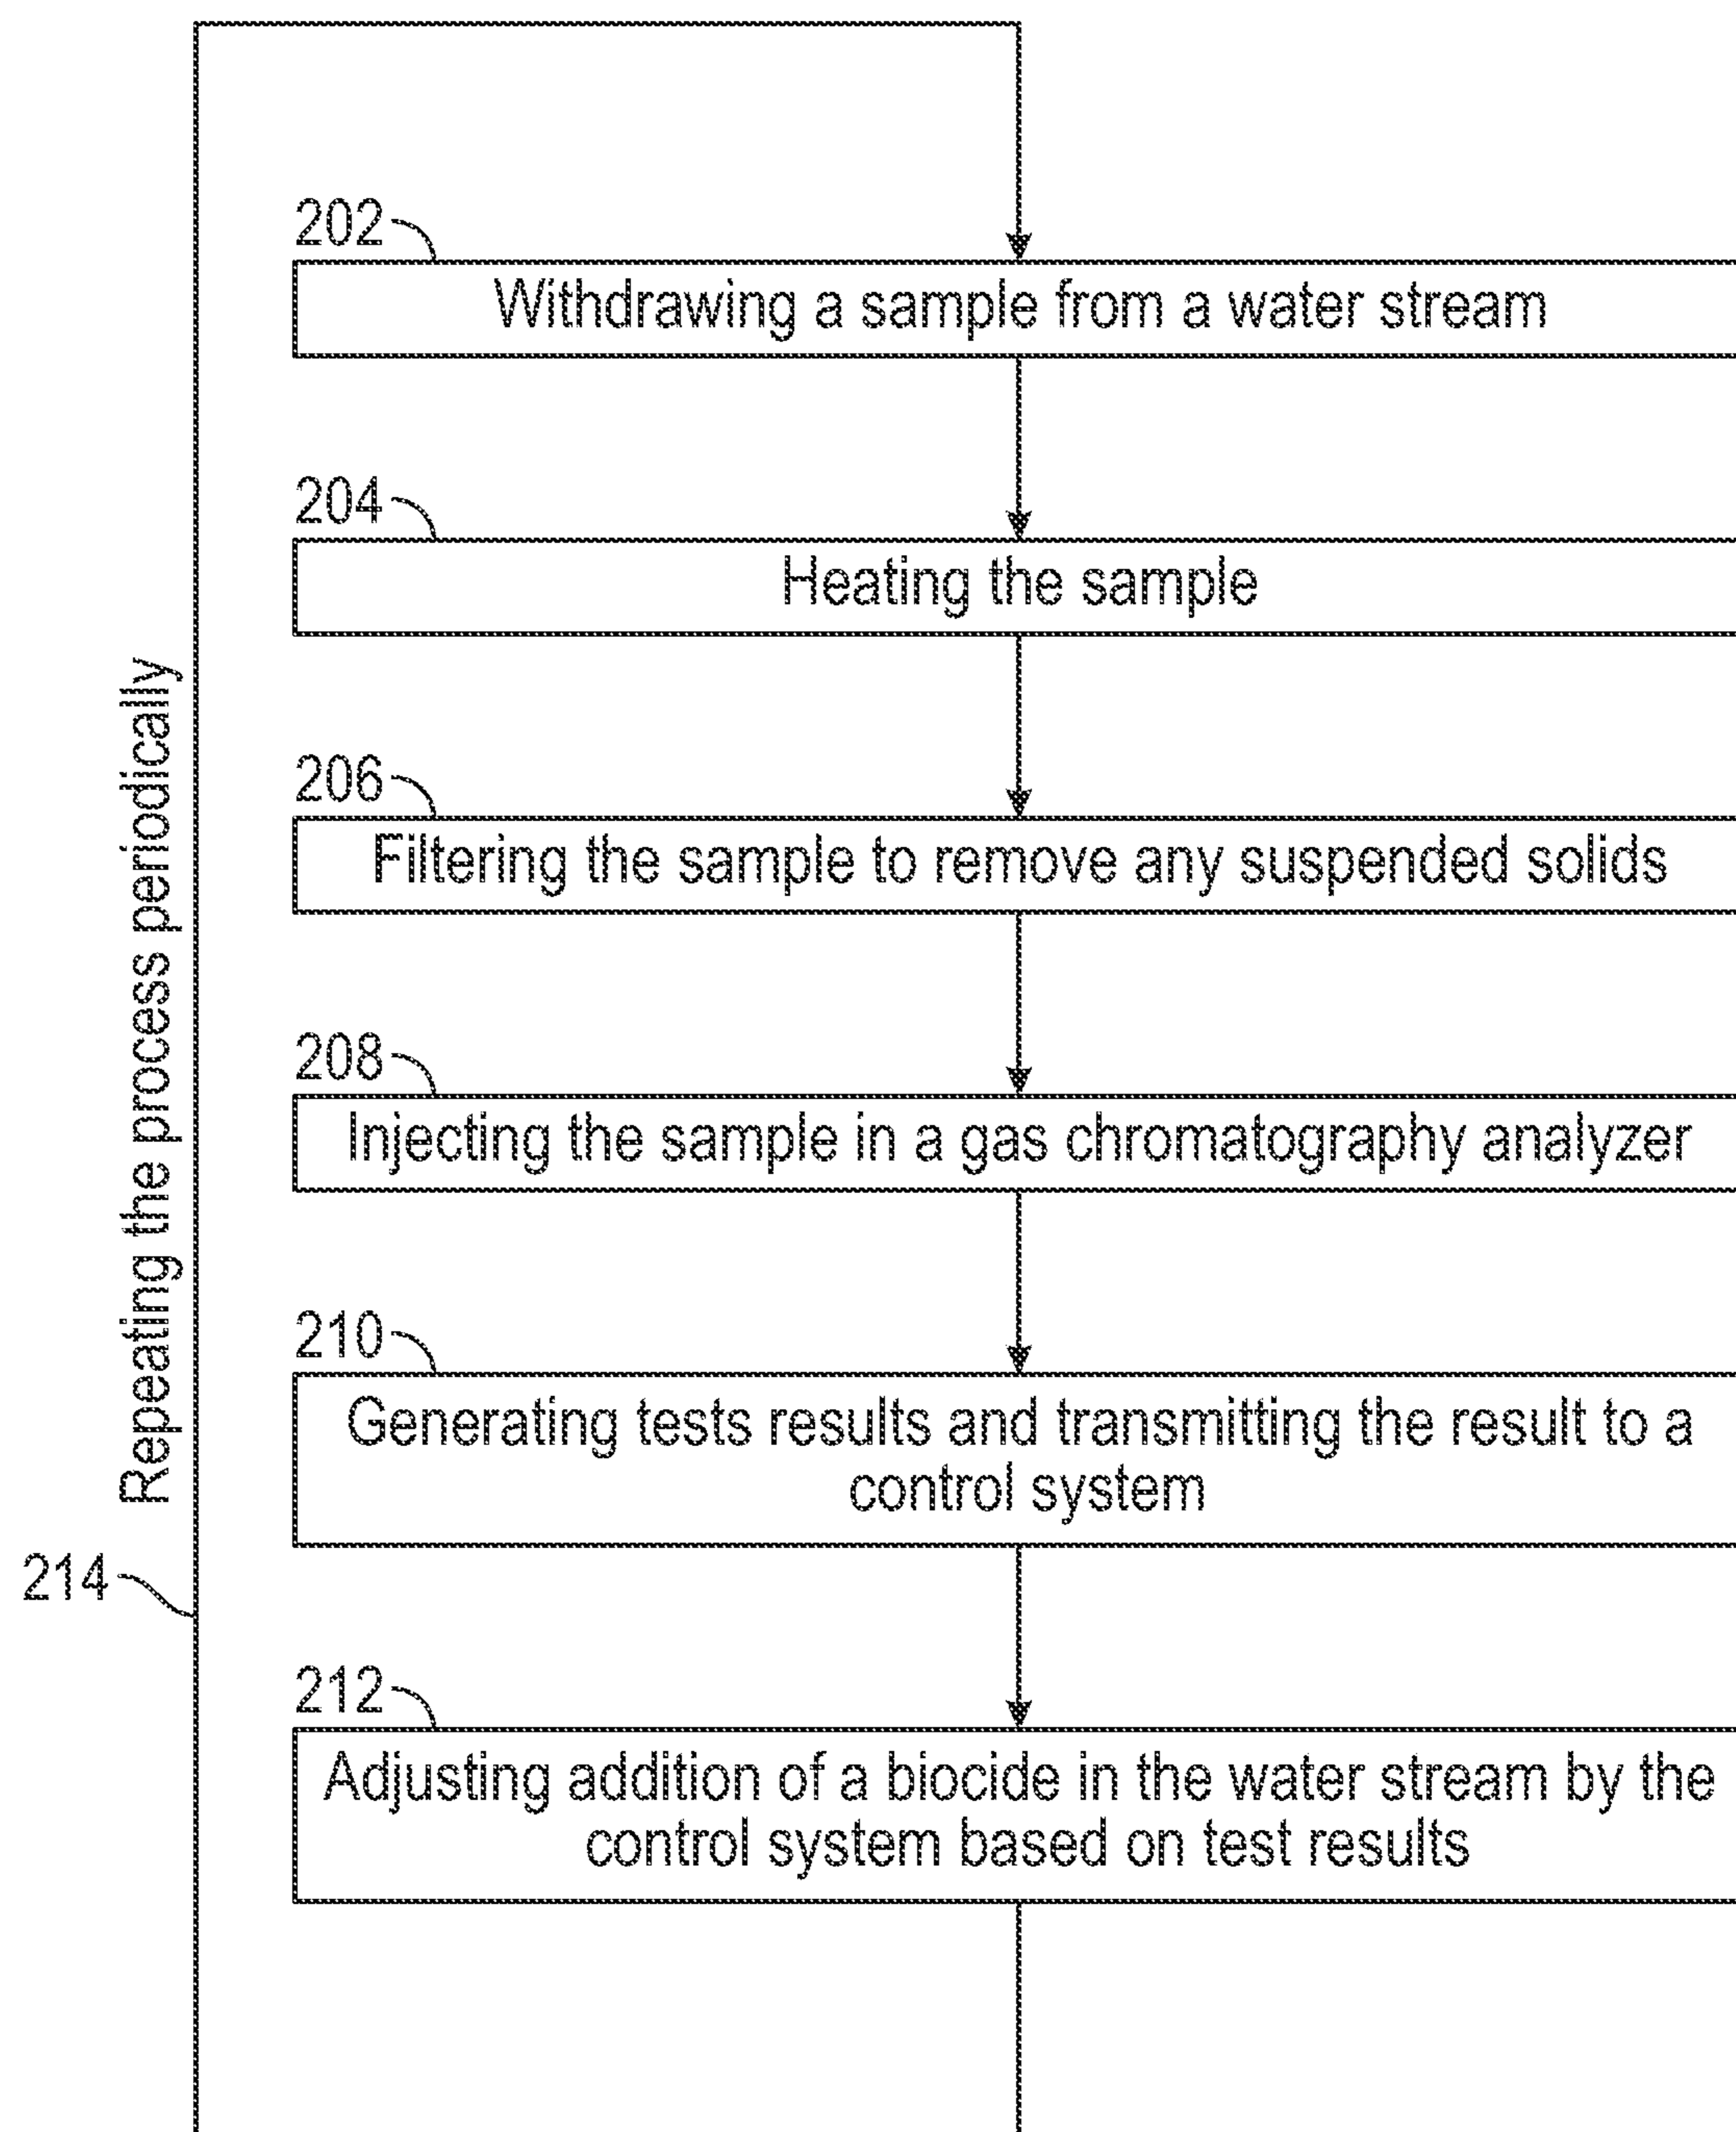 202
Withdrawing a sample from a water stream
204
Heating the sample
206
Filtering the sample to remove any suspended solids
208
Injecting the sample in a gas chromatography analyzer
210
Generating tests results and transmitting the result to a
control system
212
Adjusting addition of a biocide in the water stream by the
control system based on test results
Repeating the process periodically
214